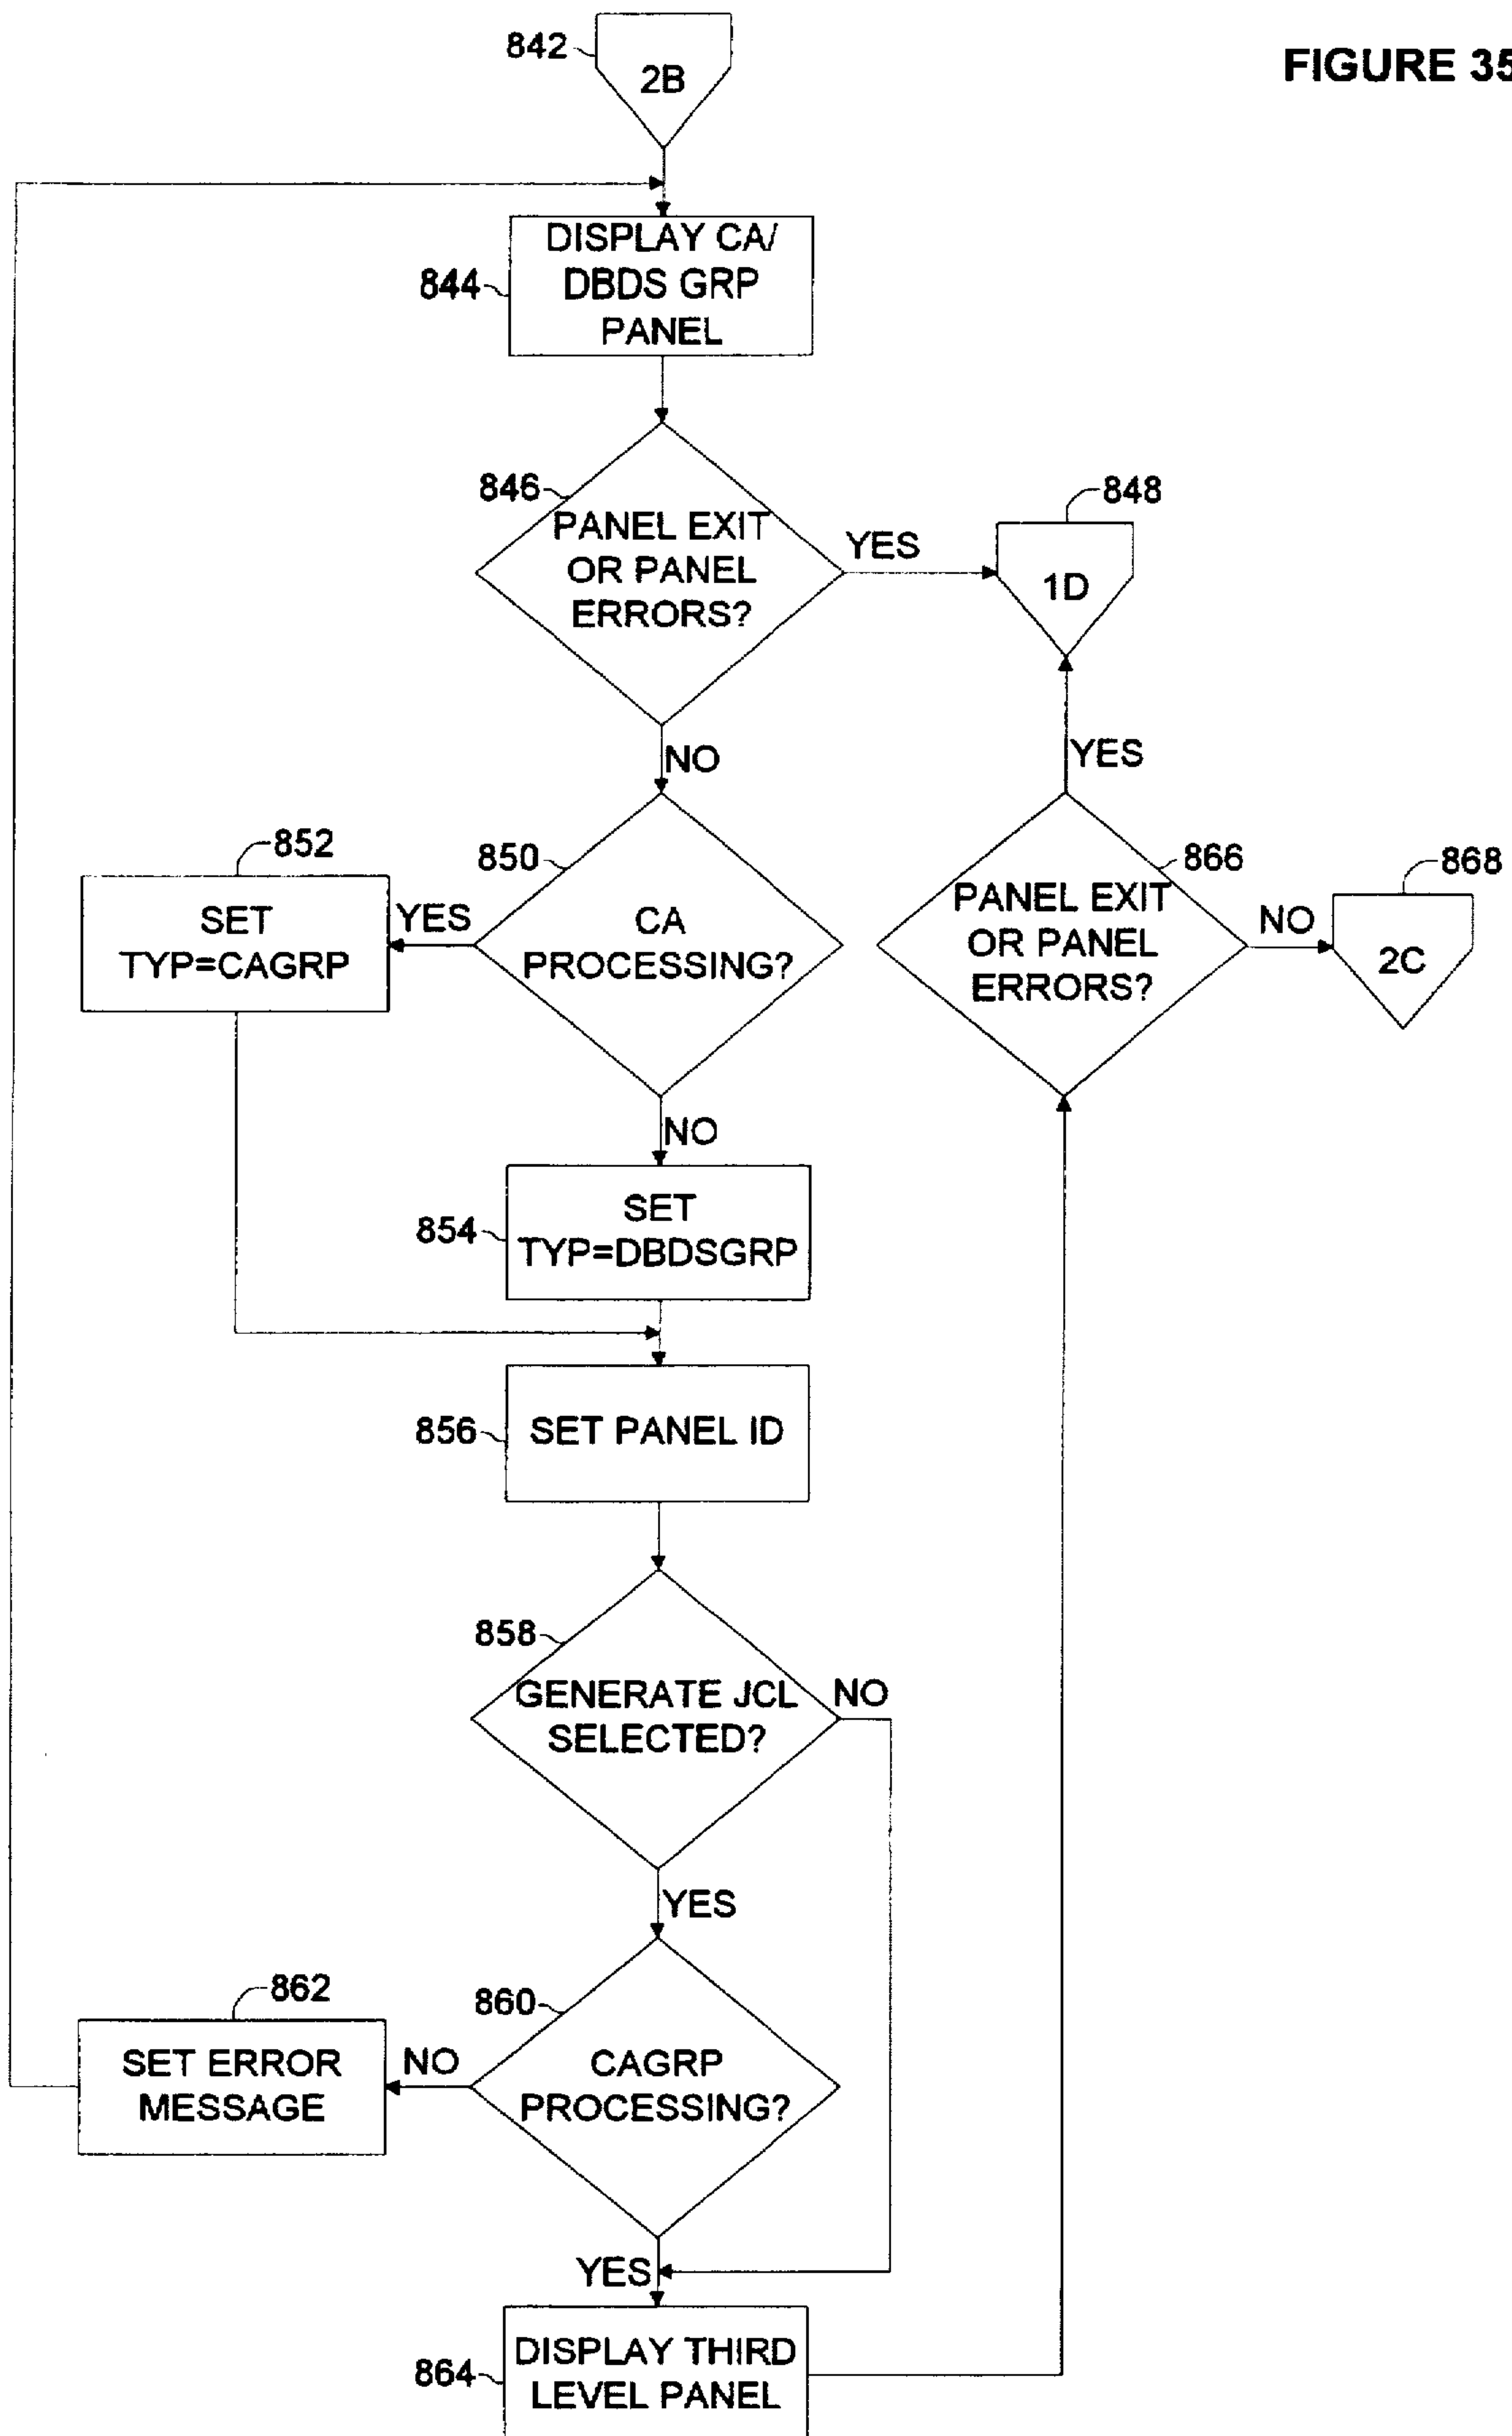 842
2B
FIGURE 35
DISPLAY CA/
DBDS GRP
PANEL
844
846
PANEL EXIT
OR PANEL
ERRORS?
YES
848
1D
NO
YES
852
SET
TYP=CAGRP
YES
850
CA
PROCESSING?
866
PANEL EXIT
OR PANEL
ERRORS?
NO
868
2C
NO
854
SET
TYP=DBDSGRP
856
SET PANEL ID
858
GENERATE JCL
SELECTED?
NO
YES
862
SET ERROR
MESSAGE
NO
860
CAGRP
PROCESSING?
YES
864
DISPLAY THIRD
LEVEL PANEL